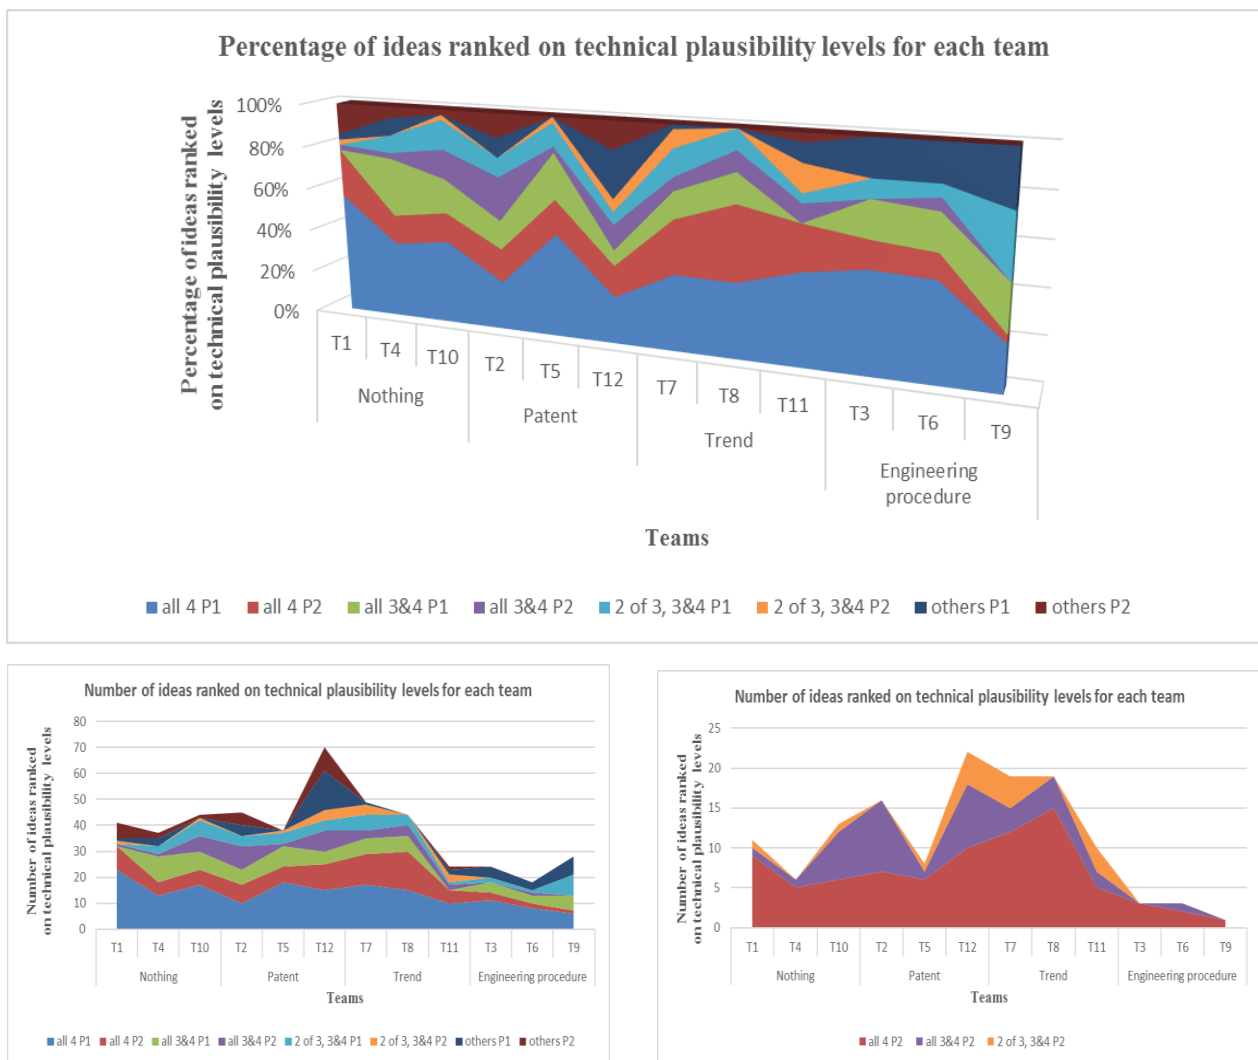 Percentage of ideas ranked on technical plausibility levels for each team
Percentage of ideas ranked
on technical plausibility levels
100%
80%
60%
40%
20%
0%
T1 T4 T10 T2 T5 T12 T7 T8 T11 T3 T6 T9
Nothing Patent Trend Engineering
procedure
Teams
all 4 P1 all 4 P2 all 3&4 P1 all 3&4 P2 2 of 3, 3&4 P1 2 of 3, 3&4 P2 others P1 others P2
Number of ideas ranked on technical plausibility levels for each team
Number of ideas ranked
on technical plausibility levels
80
70
60
50
40
30
20
10
0
T1 T4 T10 T2 T5 T12 T7 T8 T11 T3 T6 T9
Nothing Patent Trend Engineering procedure
Teams
all 4 P1 all 4 P2 all 3&4 P1 all 3&4 P2 2 of 3, 3&4 P1 2 of 3, 3&4 P2 others P1 others P2
Number of ideas ranked on technical plausibility levels for each team
Number of ideas ranked
on technical plausibility levels
25
20
15
10
5
0
T1 T4 T10 T2 T5 T12 T7 T8 T11 T3 T6 T9
Nothing Patent Trend Engineering procedure
Teams
all 4 P2 all 3&4 P2 2 of 3, 3&4 P2